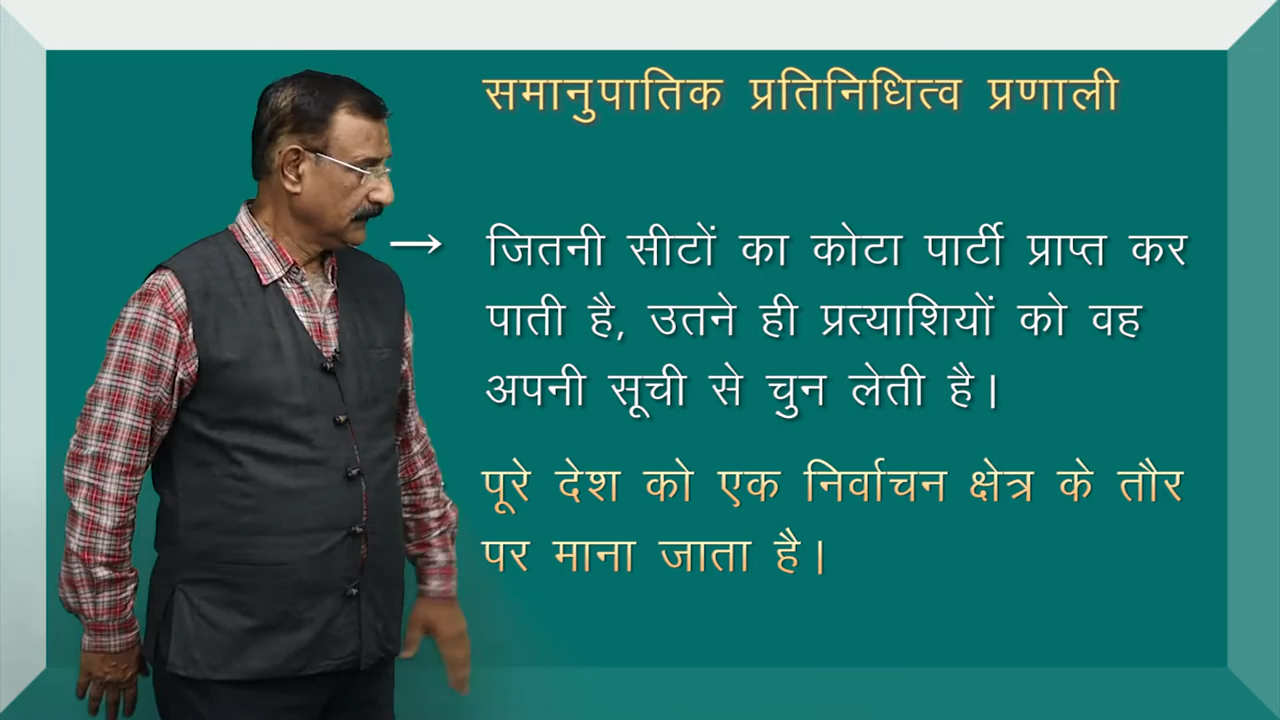 समानुपातिक प्रतिनिधित्व प्रणाली
→ जितनी सीटों का कोटा पार्टी प्राप्त कर
पाती है, उतने ही प्रत्याशियों को वह
अपनी सूची से चुन लेती है।
पूरे देश को एक निर्वाचन क्षेत्र के तौर
पर माना जाता है।